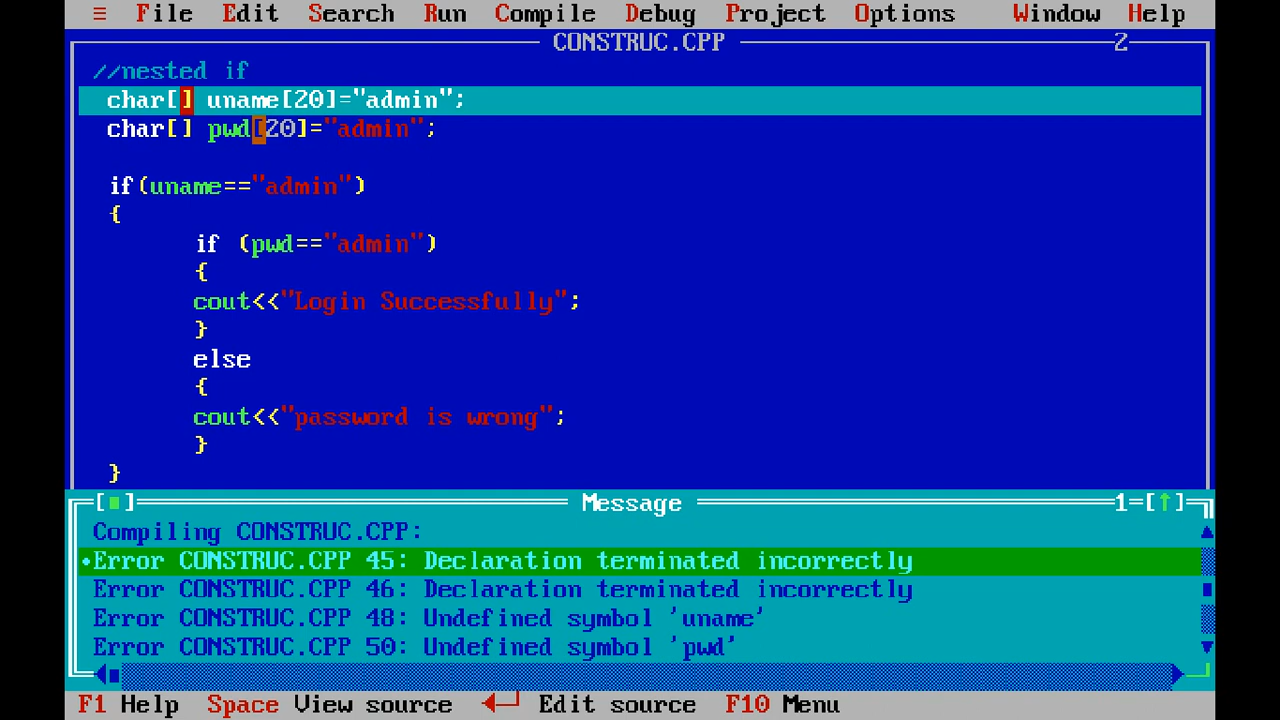 ≡ File Edit Search Run Compile Debug Project Options Window Help
CONSTRUC.CPP 2
//nested if
char[] uname[20]="admin";
char[] pwd[20]="admin";
if(uname=="admin")
{
if (pwd=="admin")
{
cout<<"Login Successfully";
}
else
{
cout<<"password is wrong";
}
}
[■] Message 1=[↑]
Compiling CONSTRUC.CPP:
•Error CONSTRUC.CPP 45: Declaration terminated incorrectly
Error CONSTRUC.CPP 46: Declaration terminated incorrectly
Error CONSTRUC.CPP 48: Undefined symbol 'uname'
Error CONSTRUC.CPP 50: Undefined symbol 'pwd'
F1 Help Space View source ◄┘ Edit source F10 Menu